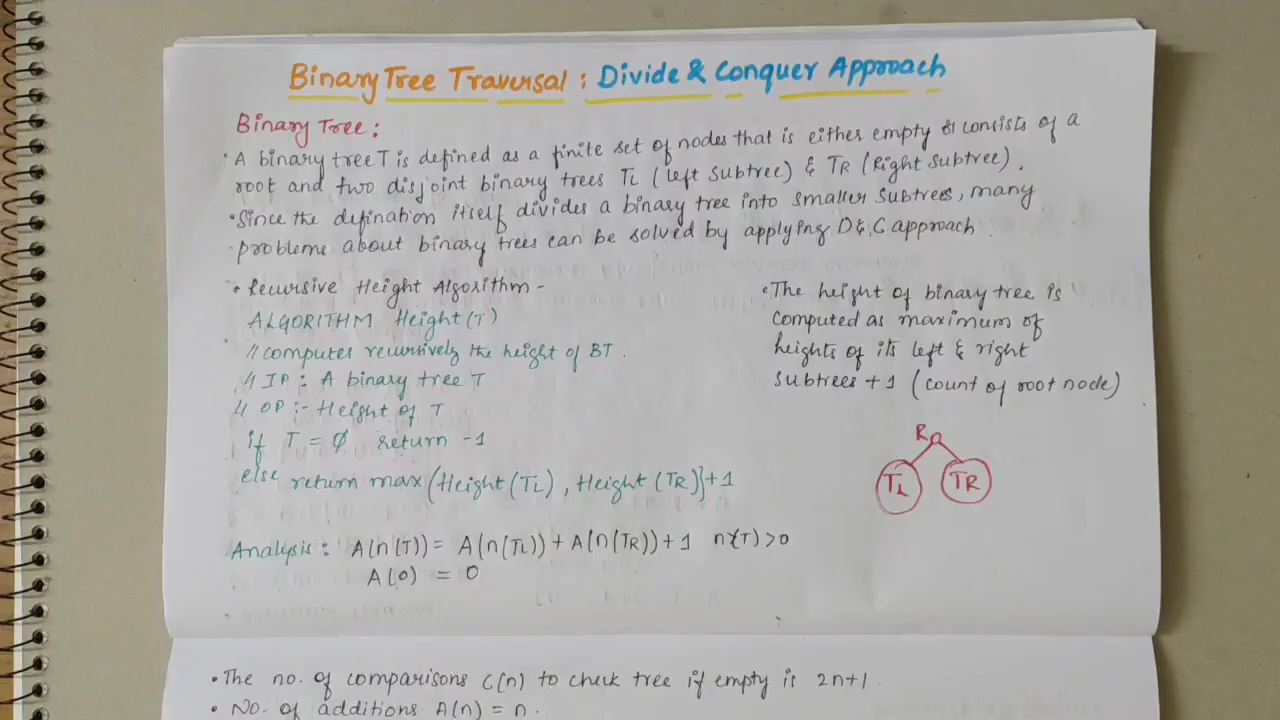 Binary Tree Traversal : Divide & Conquer Approach
Binary Tree :
• A binary tree T is defined as a finite set of nodes that is either empty or consists of a
root and two disjoint binary trees TL (left subtree) & TR (Right subtree).
• Since the defination itself divides a binary tree into smaller subtrees, many
problems about binary trees can be solved by applying D & C approach.
• Recursive Height Algorithm -
ALGORITHM Height (T)
// computes recursively the height of BT.
// IP : A binary tree T
// OP :- Height of T
if T = ∅ return -1
else return max {Height (TL), Height (TR)} + 1
• The height of binary tree is
computed as maximum of
heights of its left & right
subtrees + 1 (count of root node)
R
TL TR
Analysis : A(n(T)) = A(n(TL)) + A(n(TR)) + 1 n(T) > 0
A(0) = 0
• The no. of comparisons C(n) to check tree if empty is 2n+1.
• No. of additions A(n) = n.